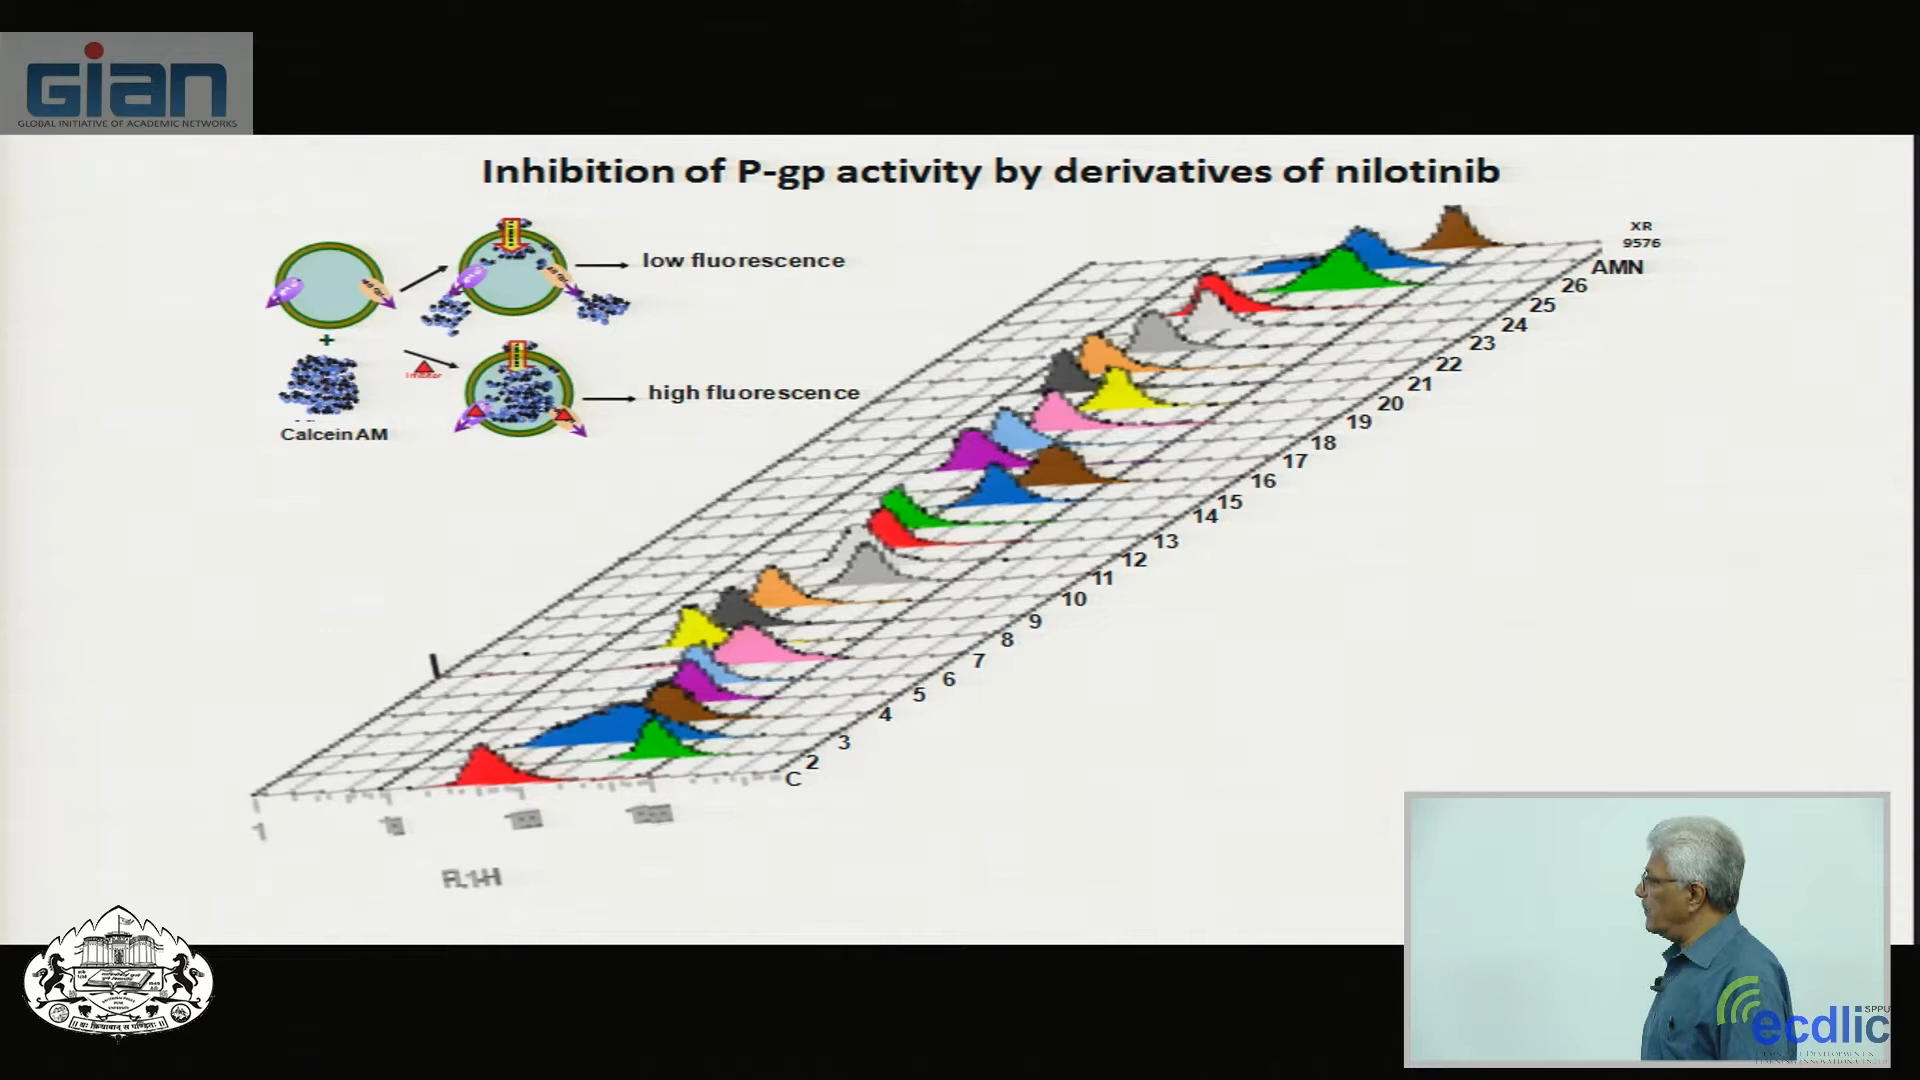 GIAN
GLOBAL INITIATIVE OF ACADEMIC NETWORKS
Inhibition of P-gp activity by derivatives of nilotinib
low fluorescence
high fluorescence
+
Calcein AM
XR
9576
AMN
26
25
24
23
22
21
20
19
18
17
16
15
14
13
12
11
10
9
8
7
6
5
4
3
2
C
1
FL1-H
SPPU
ecdlic